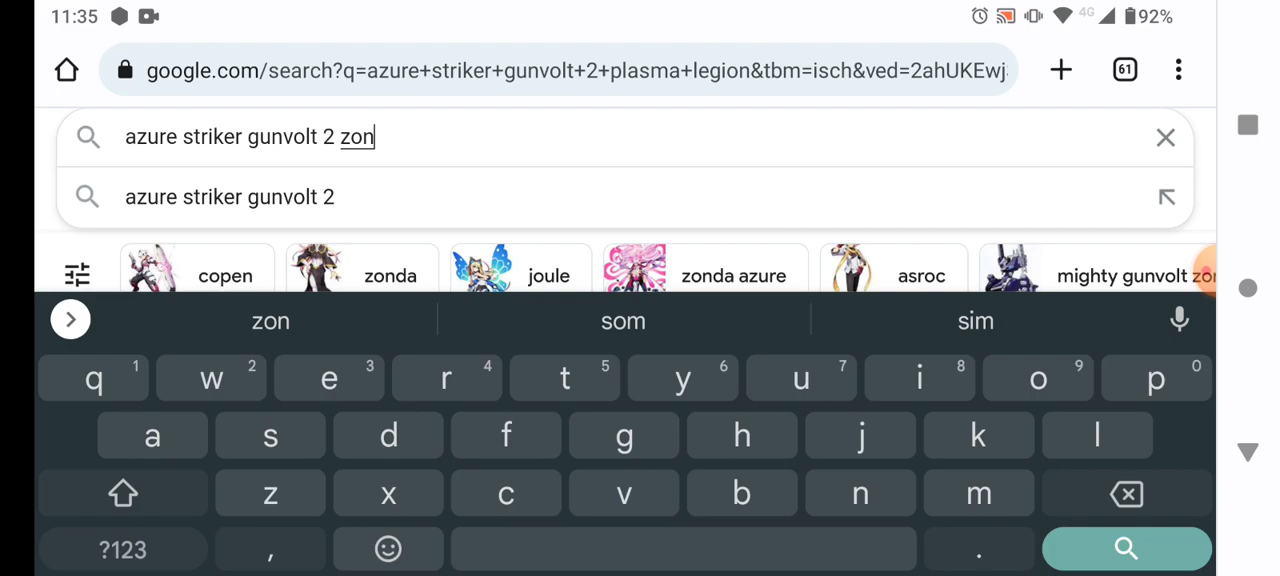 11:35 4G 92%
google.com/search?q=azure+striker+gunvolt+2+plasma+legion&tbm=isch&ved=2ahUKEwj
61
azure striker gunvolt 2 zon
azure striker gunvolt 2
copen zonda joule zonda azure asroc mighty gunvolt zon
zon som sim
q 1 w 2 e 3 r 4 t 5 y 6 u 7 i 8 o 9 p 0
a s d f g h j k l
z x c v b n m
?123 , .